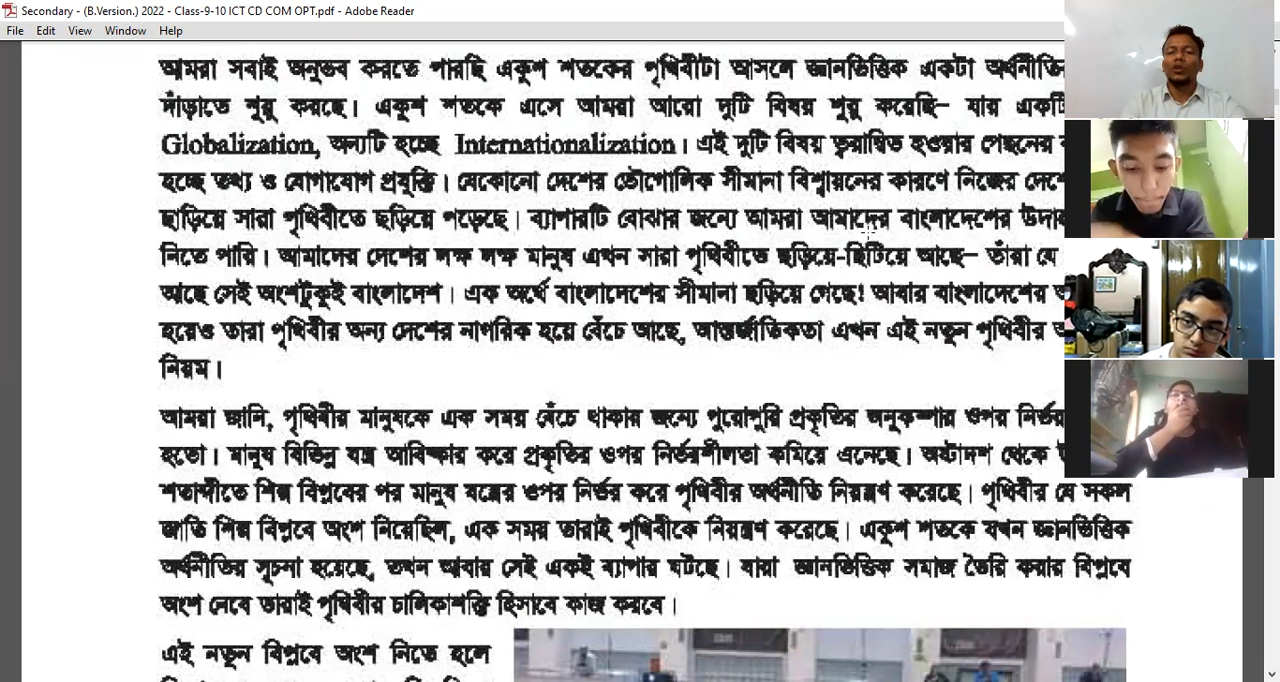 Secondary - (B.Version.) 2022 - Class-9-10 ICT CD COM OPT.pdf - Adobe Reader
File Edit View Window Help
আমরা সবাই অনুভব করতে পারছি একুশ শতকের পৃথিবীটা আসলে জ্ঞানভিত্তিক একটা
দাঁড়াতে শুরু করছে। একুশ শতকে এসে আমরা আরো দুটি বিষয় শুরু করেছি– যার
Globalization, অন্যটি হচ্ছে Internationalization। এই দুটি বিষয় ত্বরান্বিত হওয়ার পেছনের
হচ্ছে তথ্য ও যোগাযোগ প্রযুক্তি। যেকোনো দেশের ভৌগোলিক সীমানা বিশ্বায়নের কারণে নিজের
ছাড়িয়ে সারা পৃথিবীতে ছড়িয়ে পড়েছে। ব্যাপারটি বোঝার জন্যে আমরা আমাদের বাংলাদেশের
নিতে পারি। আমাদের দেশের লক্ষ লক্ষ মানুষ এখন সারা পৃথিবীতে ছড়িয়ে-ছিটিয়ে আছে– তাঁরা যে
আছে সেই অংশটুকুই বাংলাদেশ। এক অর্থে বাংলাদেশের সীমানা ছড়িয়ে গেছে! আবার বাংলাদেশের
হয়েও তারা পৃথিবীর অন্য দেশের নাগরিক হয়ে বেঁচে আছে, আন্তর্জাতিকতা এখন এই নতুন পৃথিবীর
নিয়ম।
আমরা জানি, পৃথিবীর মানুষকে এক সময় বেঁচে থাকার জন্যে পুরোপুরি প্রকৃতির অনুকম্পার ওপর নির্ভর
হতো। মানুষ বিভিন্ন যন্ত্র আবিষ্কার করে প্রকৃতির ওপর নির্ভরশীলতা কমিয়ে এনেছে। অষ্টাদশ থেকে
শতাব্দীতে শিল্প বিপ্লবের পর মানুষ যন্ত্রের ওপর নির্ভর করে পৃথিবীর অর্থনীতি নিয়ন্ত্রণ করেছে। পৃথিবীর যে সকল
জাতি শিল্প বিপ্লবে অংশ নিয়েছিল, এক সময় তারাই পৃথিবীকে নিয়ন্ত্রণ করেছে। একুশ শতকে যখন জ্ঞানভিত্তিক
অর্থনীতির সূচনা হয়েছে, তখন আবার সেই একই ব্যাপার ঘটছে। যারা জ্ঞানভিত্তিক সমাজ তৈরি করার বিপ্লবে
অংশ নেবে তারাই পৃথিবীর চালিকাশক্তি হিসাবে কাজ করবে।
এই নতুন বিপ্লবে অংশ নিতে হলে